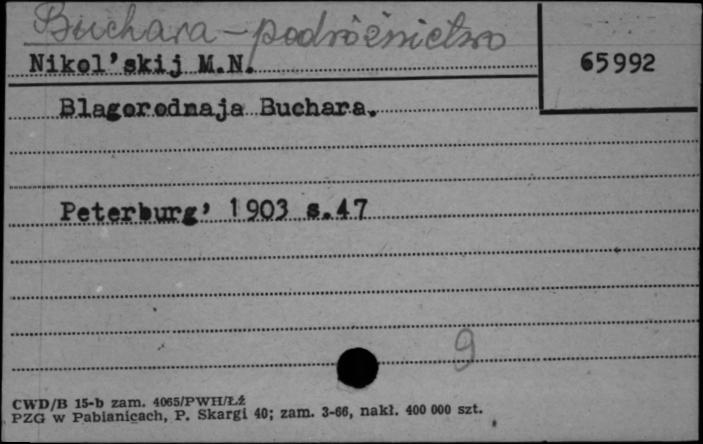 Buchara - podróżnictwo
Nikol'skij M.N.
65992
Blagorodnaja Buchara.
Peterburg' 1903 s.47
9
CWD/B 15-b zam. 4065/PWH/Łź
PZG w Pabianicach, P. Skargi 40; zam. 3-66, nakł. 400 000 szt.